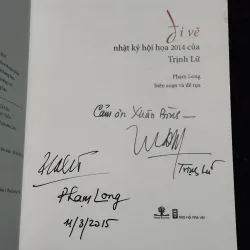 Đi vẽ
nhật ký hội họa 2014 của
Trịnh Lữ
Phạm Long
biên soạn và đề tựa
Cảm ơn Xuân Bình –
Trịnh Lữ
Phạm Long
11/3/2015